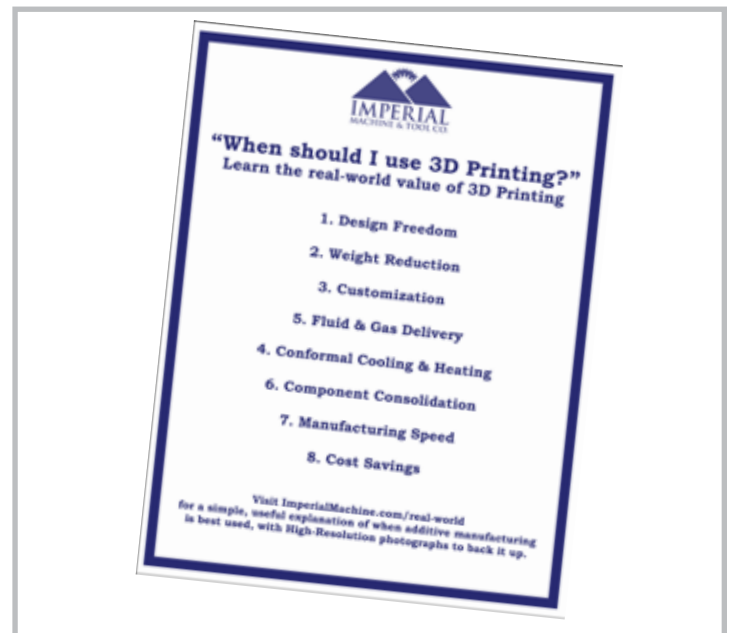 IMPERIAL
MACHINE & TOOL CO.
“When should I use 3D Printing?”
Learn the real-world value of 3D Printing
1. Design Freedom
2. Weight Reduction
3. Customization
5. Fluid & Gas Delivery
4. Conformal Cooling & Heating
6. Component Consolidation
7. Manufacturing Speed
8. Cost Savings
Visit ImperialMachine.com/real-world
for a simple, useful explanation of when additive manufacturing
is best used, with High-Resolution photographs to back it up.